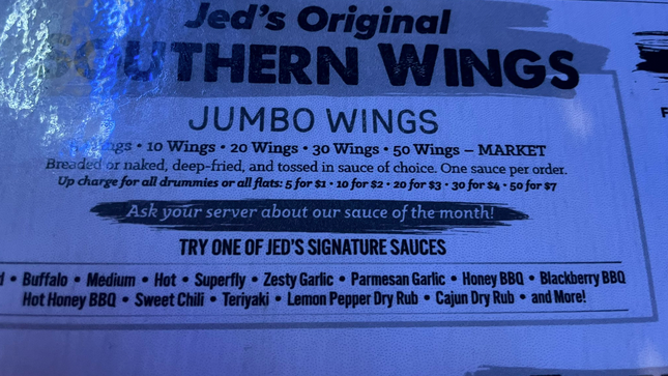 Jed's Original
SOUTHERN WINGS
JUMBO WINGS
Wings • 10 Wings • 20 Wings • 30 Wings • 50 Wings – MARKET
Breaded or naked, deep-fried, and tossed in sauce of choice. One sauce per order.
Up charge for all drummies or all flats: 5 for $1 • 10 for $2 • 20 for $3 • 30 for $4 • 50 for $7
Ask your server about our sauce of the month!
TRY ONE OF JED'S SIGNATURE SAUCES
• Buffalo • Medium • Hot • Superfly • Zesty Garlic • Parmesan Garlic • Honey BBQ • Blackberry BBQ
Hot Honey BBQ • Sweet Chili • Teriyaki • Lemon Pepper Dry Rub • Cajun Dry Rub • and More!